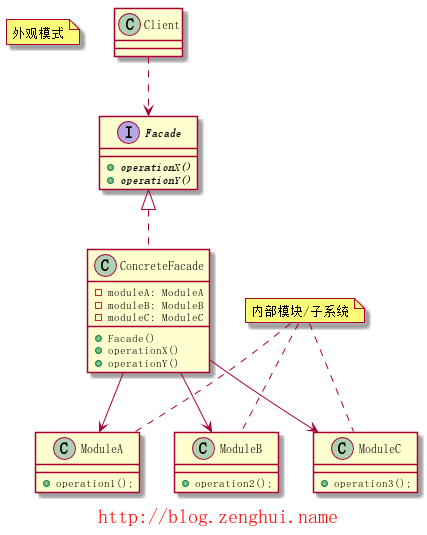 外观模式
C Client
I Facade
operationX()
operationY()
C ConcreteFacade
moduleA: ModuleA
moduleB: ModuleB
moduleC: ModuleC
Facade()
operationX()
operationY()
内部模块/子系统
C ModuleA
operation1();
C ModuleB
operation2();
C ModuleC
operation3();
http://blog.zenghui.name